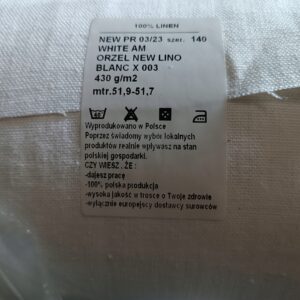 100% LINEN
NEW PR 03/23 SZER. 140
WHITE AM
ORZEL NEW LINO
BLANC X 003
430 g/m2
mtr.51,9-51,7
Wyprodukowano w Polsce
Poprzez świadomy wybór lokalnych
produktów realnie wpływasz na stan
polskiej gospodarki.
CZY WIESZ , ŻE :
-dajesz pracę
-100% polska produkcja
-wysoka jakość w trosce o Twoje zdrowie
-wyłącznie europejscy dostawcy surowców